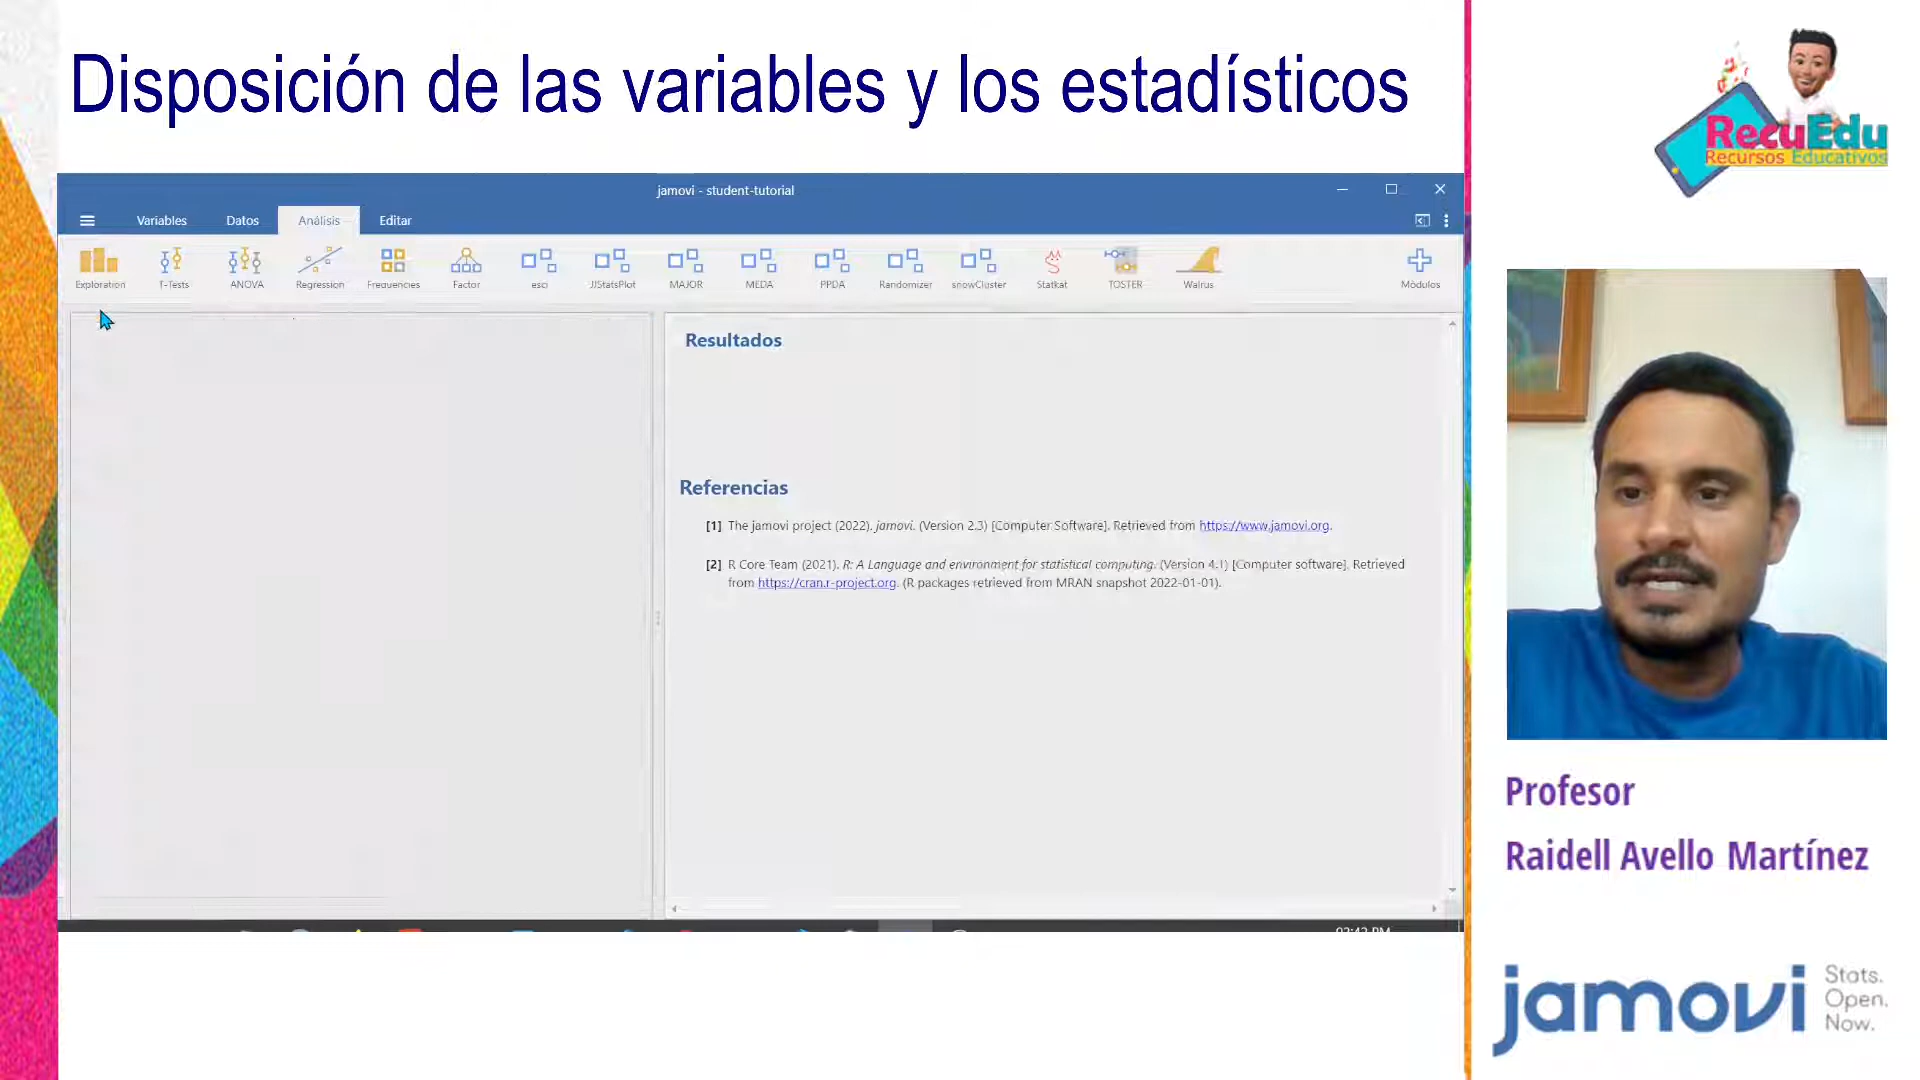 Disposición de las variables y los estadísticos
RecuEdu
Recursos Educativos
jamovi - student-tutorial
Variables
Datos
Análisis
Editar
Exploration
T-Tests
ANOVA
Regression
Frequencies
Factor
esci
JJStatsPlot
MAJOR
MEDA
PPDA
Randomizer
snowCluster
Statkat
TOSTER
Walrus
Módulos
Resultados
Referencias
[1] The jamovi project (2022). jamovi. (Version 2.3) [Computer Software]. Retrieved from https://www.jamovi.org.
[2] R Core Team (2021). R: A Language and environment for statistical computing. (Version 4.1) [Computer software]. Retrieved
from https://cran.r-project.org. (R packages retrieved from MRAN snapshot 2022-01-01).
Profesor
Raidell Avello Martínez
jamovi
Stats.
Open.
Now.